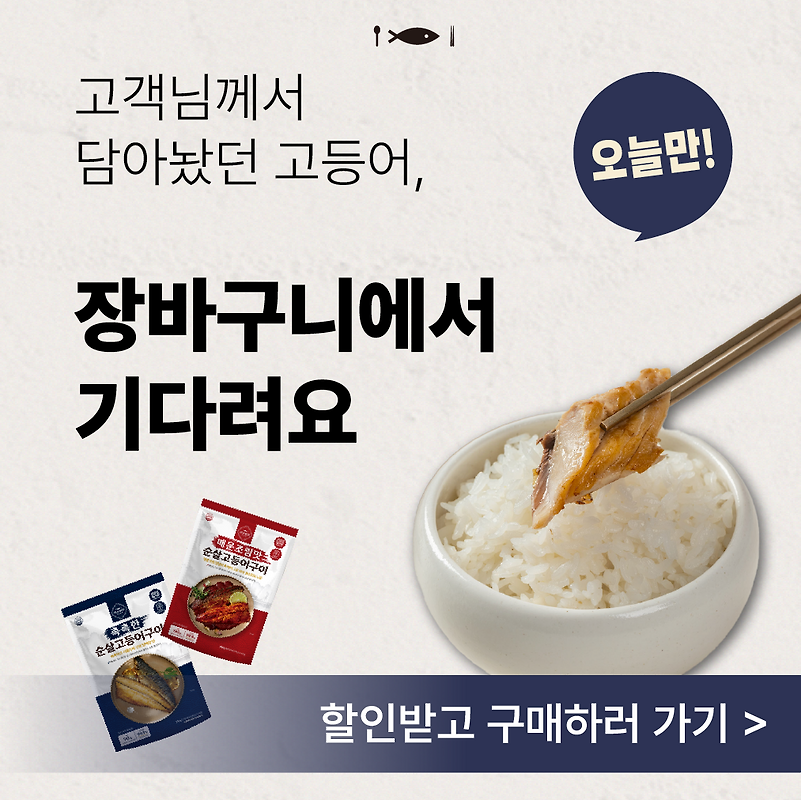 고객님께서
담아놨던 고등어,
오늘만!
장바구니에서
기다려요
매운조림맛
순살고등어구이
촉촉한
순살고등어구이
할인받고 구매하러 가기 >